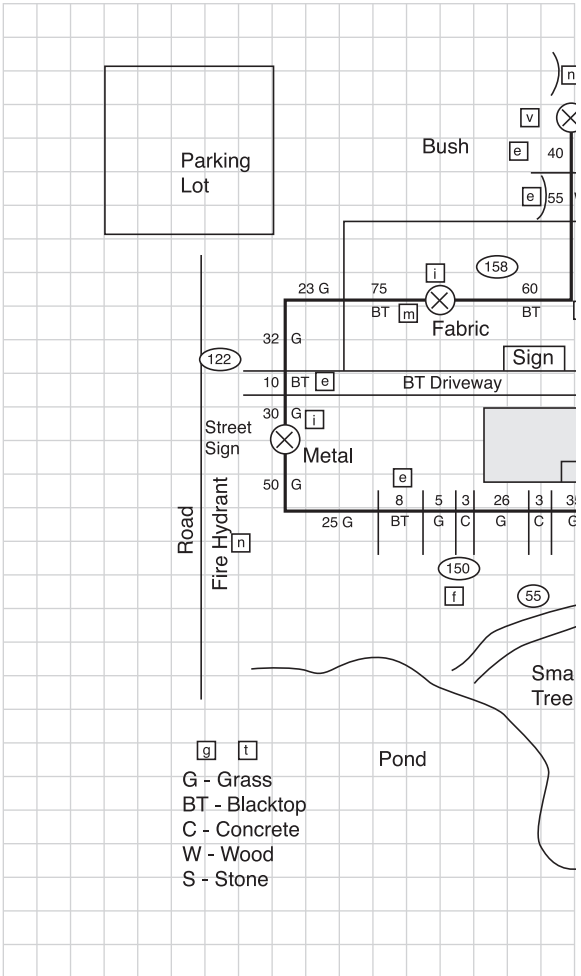 n
v
Bush
e
40
Parking
Lot
e
55
i
158
23 G
75
60
BT
m
BT
Fabric
32
G
122
Sign
10
BT
e
BT Driveway
30
G
i
Street
Sign
Metal
50
G
e
8
5
3
26
3
25 G
BT
G
C
G
C
G
Road
Fire Hydrant
n
150
f
55
Sma
Tree
g
t
Pond
G - Grass
BT - Blacktop
C - Concrete
W - Wood
S - Stone